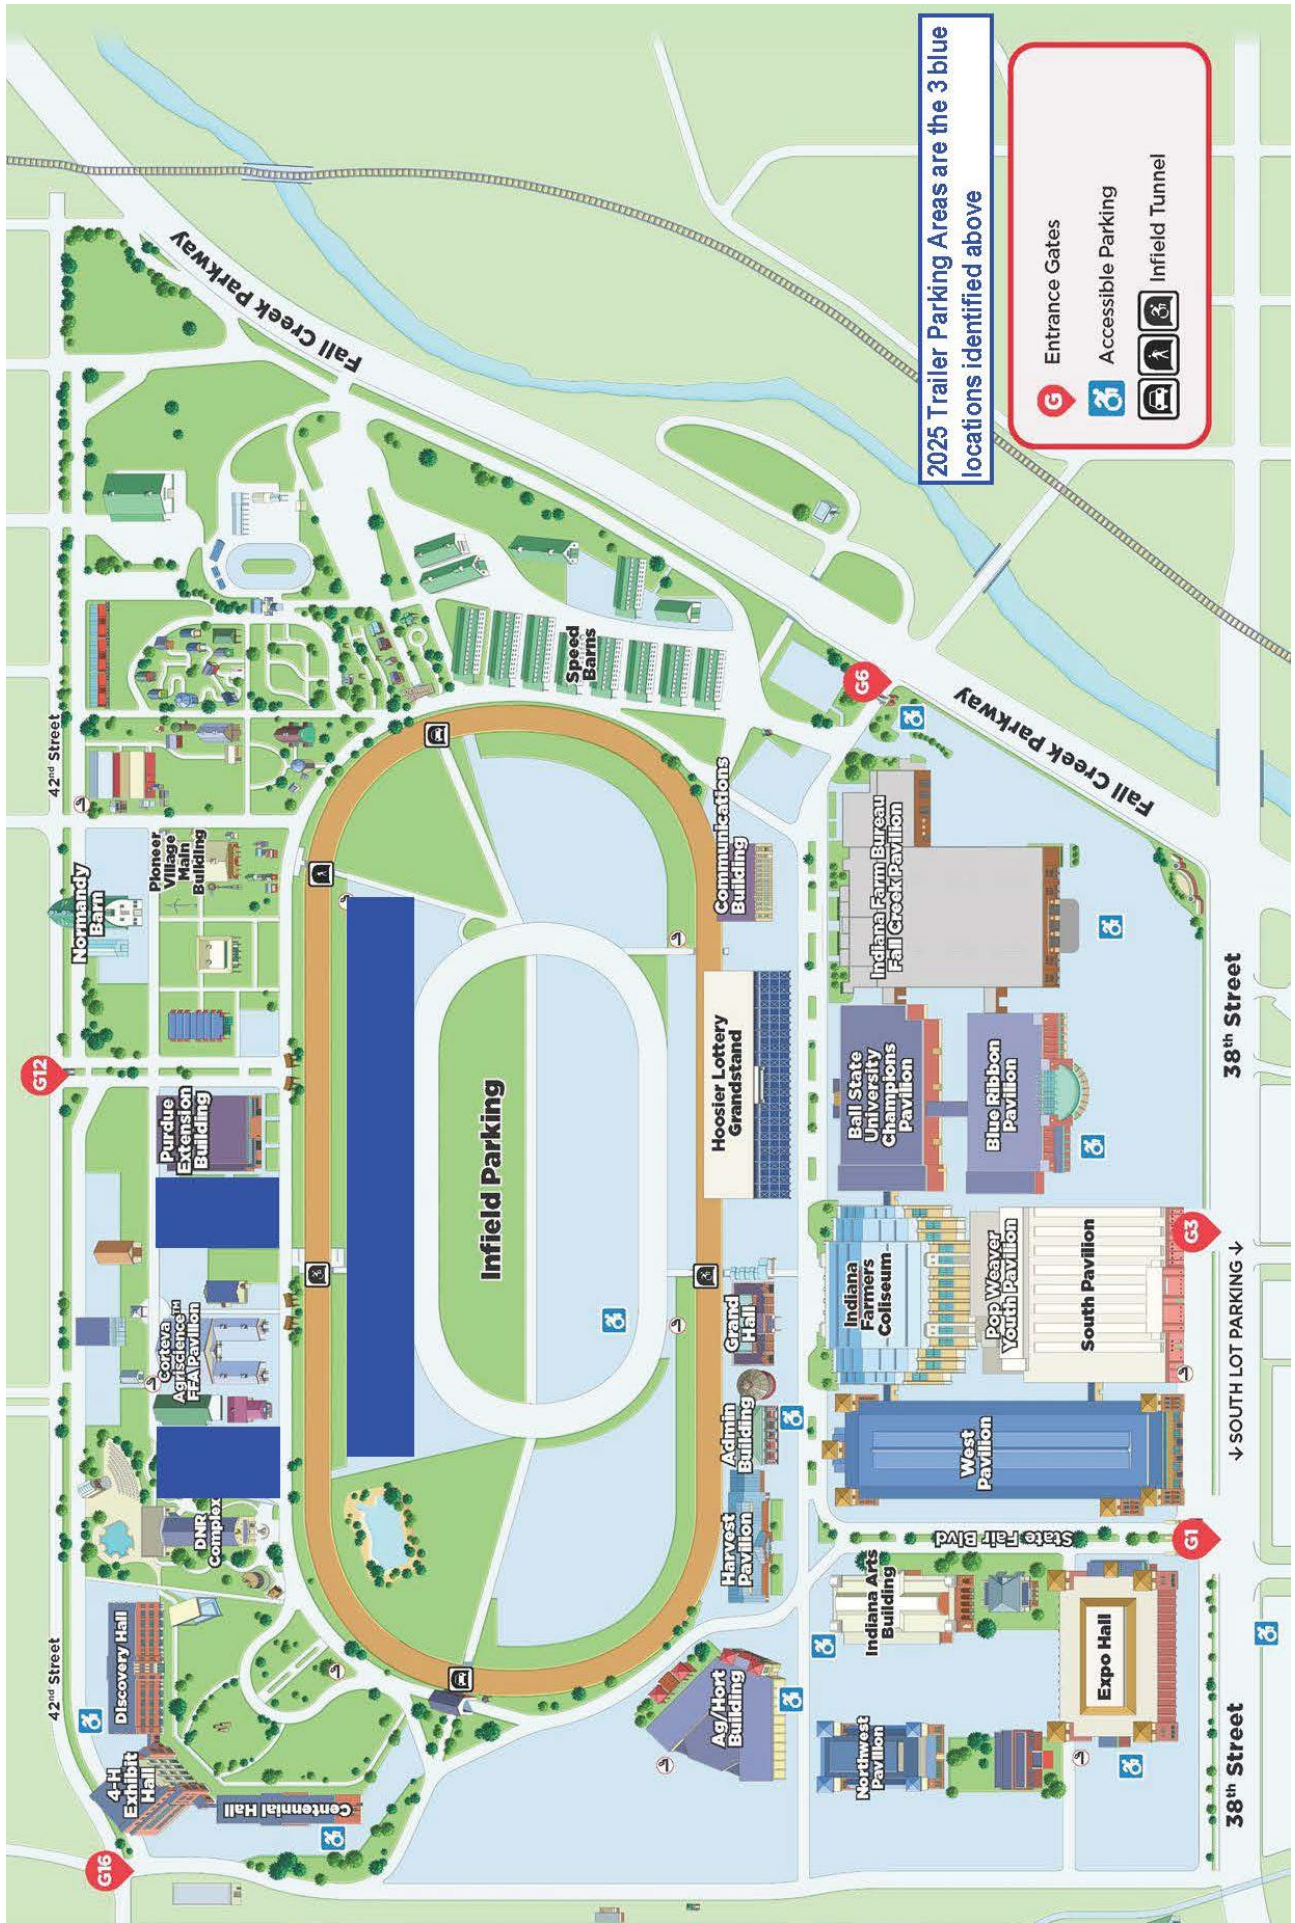 42nd Street
42nd Street
G16
G12
4-H
Exhibit
Hall
Discovery Hall
Centennial Hall
DNR
Complex
Corteva
Agriscience™
FFA Pavilion
Purdue
Extension
Building
Normandy
Barn
Pioneer
Village
Main
Building
Fall Creek Parkway
Speed
Barns
Infield Parking
Ag/Hort
Building
Harvest
Pavilion
Admin
Building
Grand
Hall
Hoosier Lottery
Grandstand
Communications
Building
G6
Northwest
Pavilion
Indiana Arts
Building
State Fair Blvd
West
Pavilion
Indiana
Farmers
Coliseum
Pop Weaver
Youth Pavilion
South Pavilion
Ball State
University
Champions
Pavilion
Blue Ribbon
Pavilion
Indiana Farm Bureau
Fall Creek Pavilion
Fall Creek Parkway
Expo Hall
G1
G3
38th Street
↓SOUTH LOT PARKING↓
38th Street
2025 Trailer Parking Areas are the 3 blue
locations identified above
G Entrance Gates
Accessible Parking
Infield Tunnel